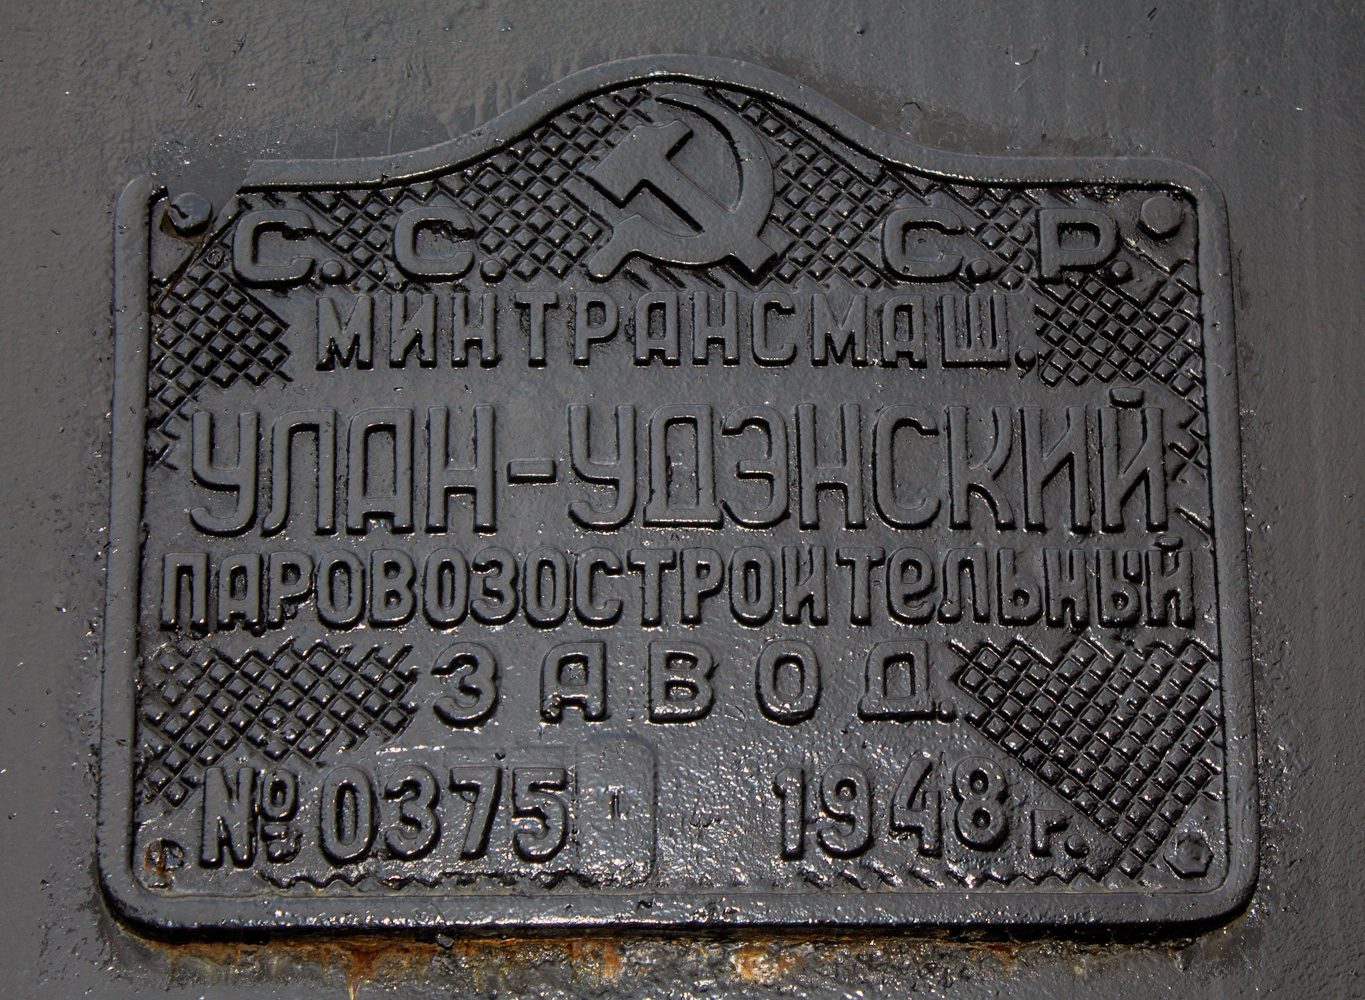 С.С. С.Р.
МИНТРАНСМАШ.
УЛАН-УДЭНСКИЙ
ПАРОВОЗОСТРОИТЕЛЬНЫЙ
ЗАВОД.
№ 0375 1948 г.